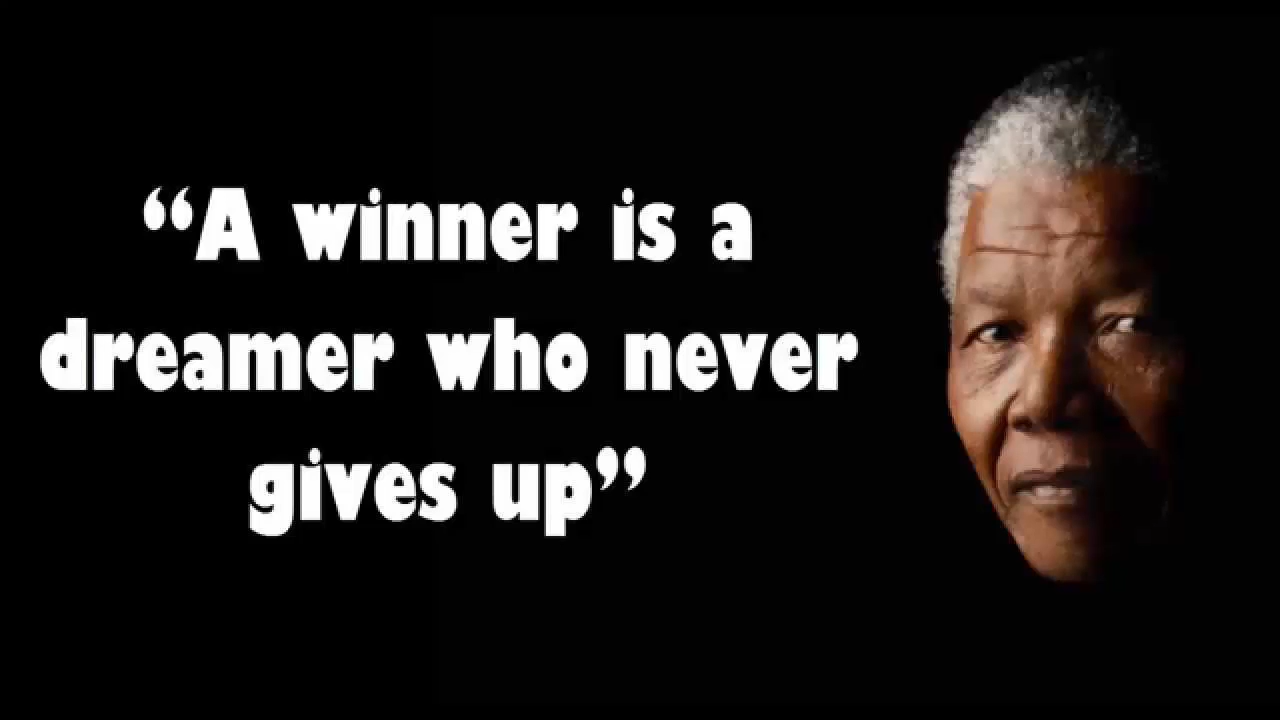 “A winner is a
dreamer who never
gives up”